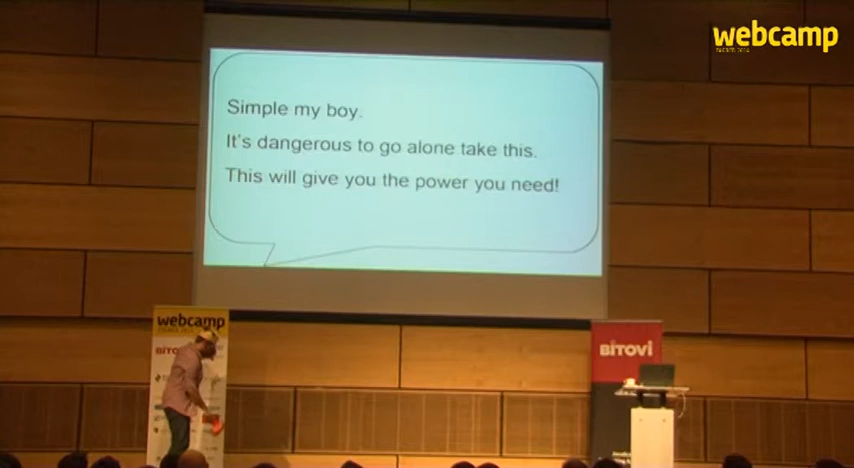 webcamp
Simple my boy.
It's dangerous to go alone take this.
This will give you the power you need!
webcamp
BiTOVi